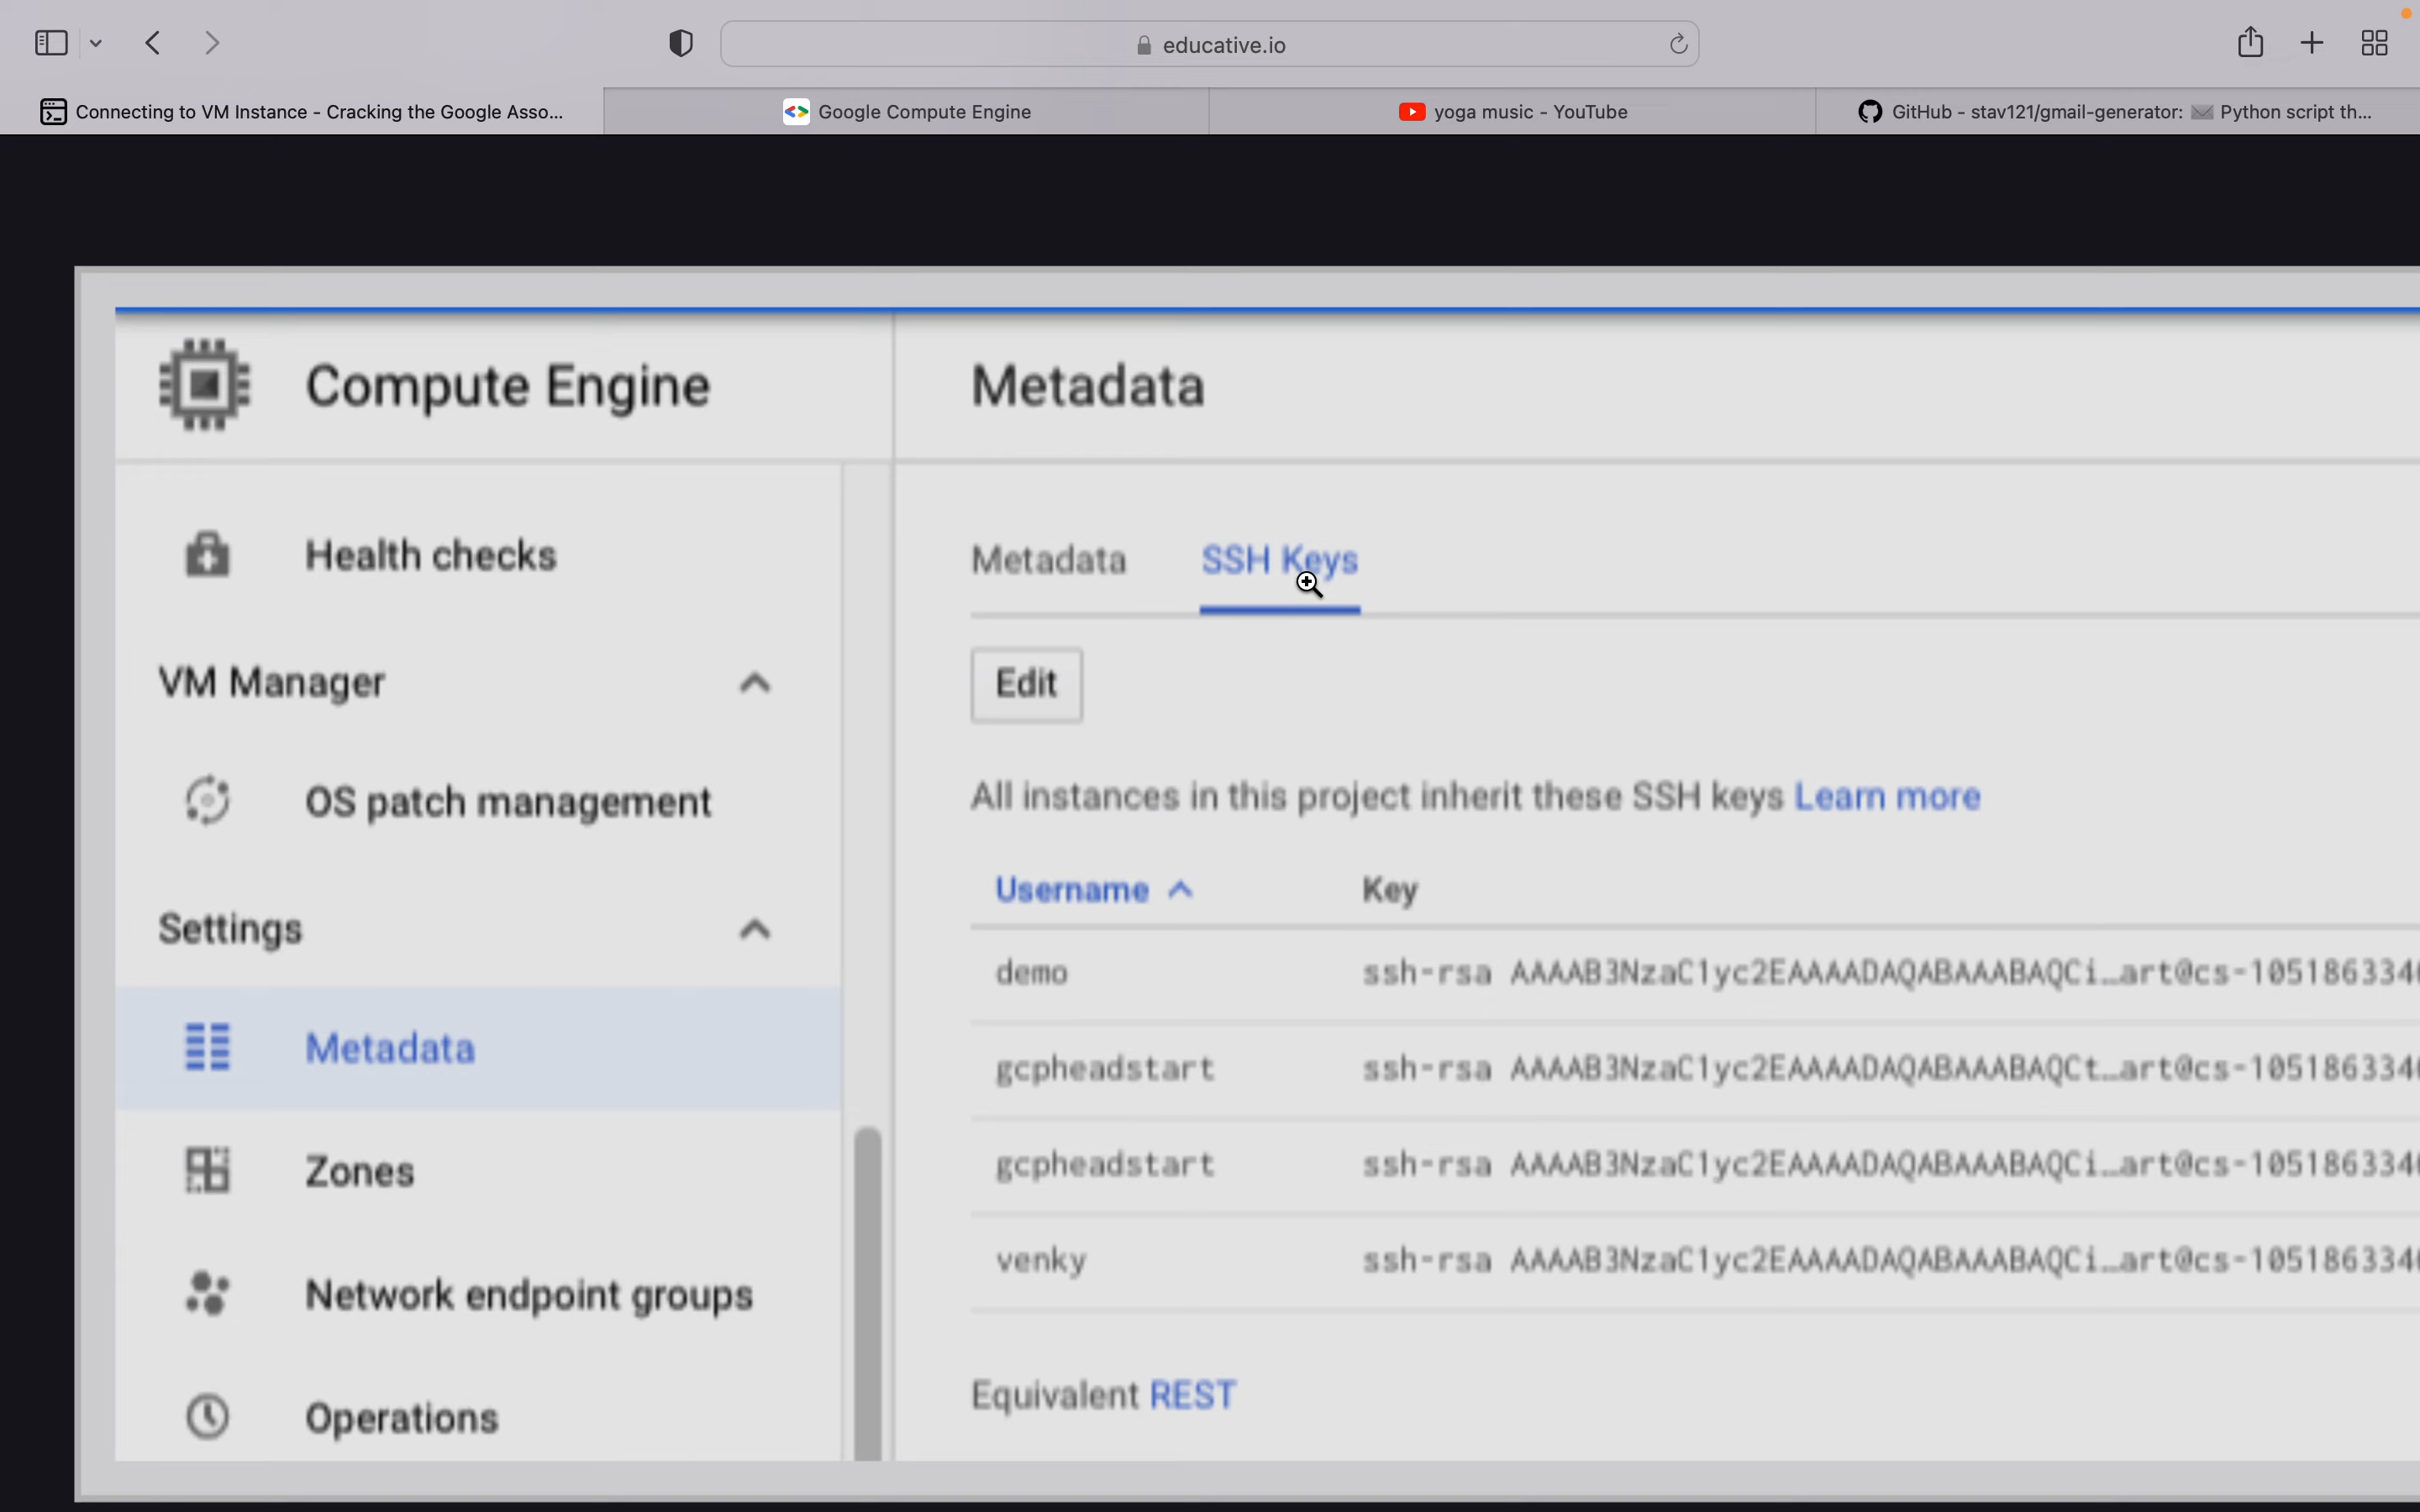 educative.io
Connecting to VM Instance - Cracking the Google Asso...
Google Compute Engine
yoga music - YouTube
GitHub - stav121/gmail-generator: ✉️ Python script th...
Compute Engine
Metadata
Health checks
Metadata SSH Keys
VM Manager
Edit
OS patch management
All instances in this project inherit these SSH keys Learn more
Username Key
Settings
demo ssh-rsa AAAAB3NzaC1yc2EAAAADAQABAAABAQCi…art@cs-105186334
Metadata
gcpheadstart ssh-rsa AAAAB3NzaC1yc2EAAAADAQABAAABAQCt…art@cs-105186334
Zones
gcpheadstart ssh-rsa AAAAB3NzaC1yc2EAAAADAQABAAABAQCi…art@cs-105186334
venky ssh-rsa AAAAB3NzaC1yc2EAAAADAQABAAABAQCi…art@cs-105186334
Network endpoint groups
Equivalent REST
Operations